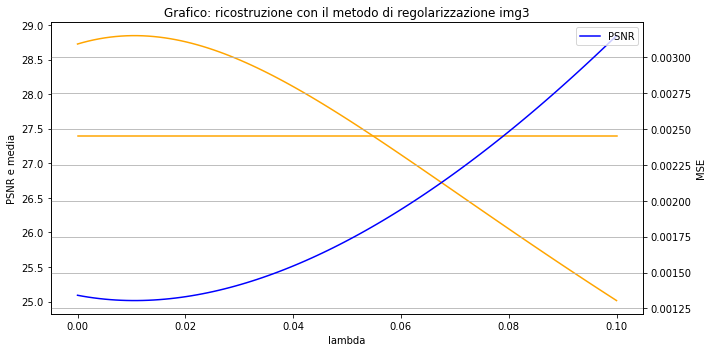 Grafico: ricostruzione con il metodo di regolarizzazione img3
PSNR
29.0
28.5
28.0
27.5
27.0
26.5
26.0
25.5
25.0
PSNR e media
0.00300
0.00275
0.00250
0.00225
0.00200
0.00175
0.00150
0.00125
MSE
0.00 0.02 0.04 0.06 0.08 0.10
lambda